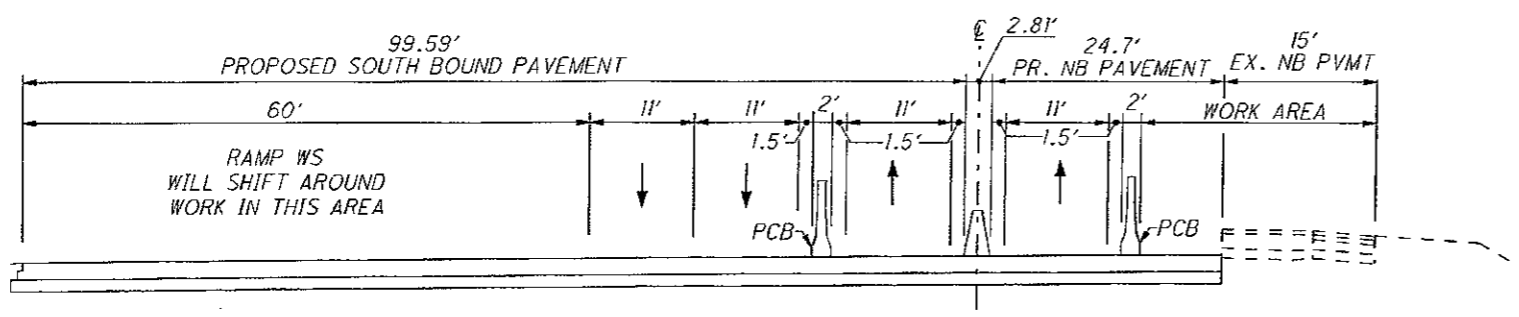 99.59'
PROPOSED SOUTH BOUND PAVEMENT
℄
2.81'
24.7'
PR. NB PAVEMENT
15'
EX. NB PVMT
60'
11'
11'
2'
11'
11'
2'
WORK AREA
1.5'
1.5'
1.5'
RAMP WS
WILL SHIFT AROUND
WORK IN THIS AREA
PCB
PCB